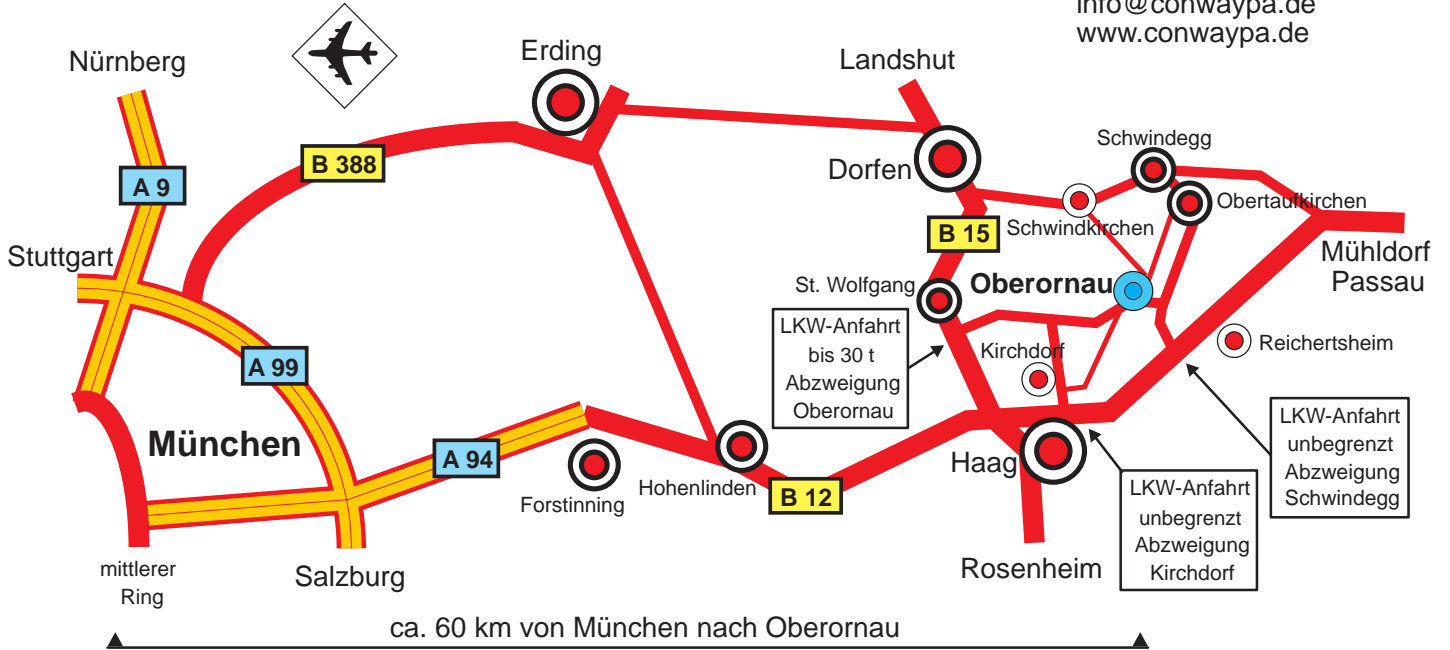 info@conwaypa.de
www.conwaypa.de
Nürnberg
Erding
Landshut
Schwindegg
B 388
Dorfen
A 9
Obertaufkirchen
B 15
Schwindkirchen
Stuttgart
Mühldorf
Passau
St. Wolfgang
Oberornau
LKW-Anfahrt
bis 30 t
Abzweigung
Oberornau
Kirchdorf
Reichertsheim
A 99
München
A 94
Forstinning
Hohenlinden
B 12
Haag
LKW-Anfahrt
unbegrenzt
Abzweigung
Schwindegg
LKW-Anfahrt
unbegrenzt
Abzweigung
Kirchdorf
mittlerer
Ring
Salzburg
Rosenheim
ca. 60 km von München nach Oberornau